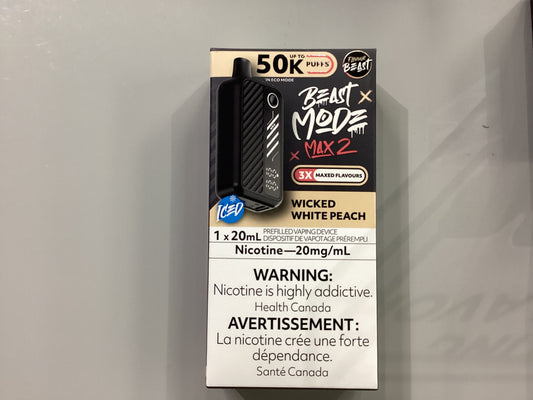 UP TO
50K PUFFS
IN ECO MODE
FLAVOUR
BEAST
BEAST
MODE
MAX 2
3X MAXED FLAVOURS
ICED
WICKED
WHITE PEACH
1 x 20mL PREFILLED VAPING DEVICE
DISPOSITIF DE VAPOTAGE PRÉREMPLI
Nicotine—20mg/mL
WARNING:
Nicotine is highly addictive.
Health Canada
AVERTISSEMENT :
La nicotine crée une forte
dépendance.
Santé Canada